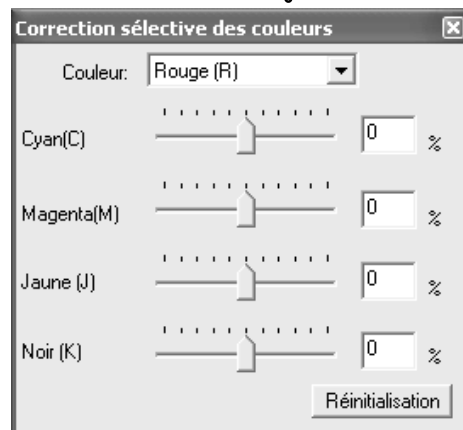 Correction sélective des couleurs
Couleur: Rouge (R)
Cyan(C) 0 %
Magenta(M) 0 %
Jaune (J) 0 %
Noir (K) 0 %
Réinitialisation